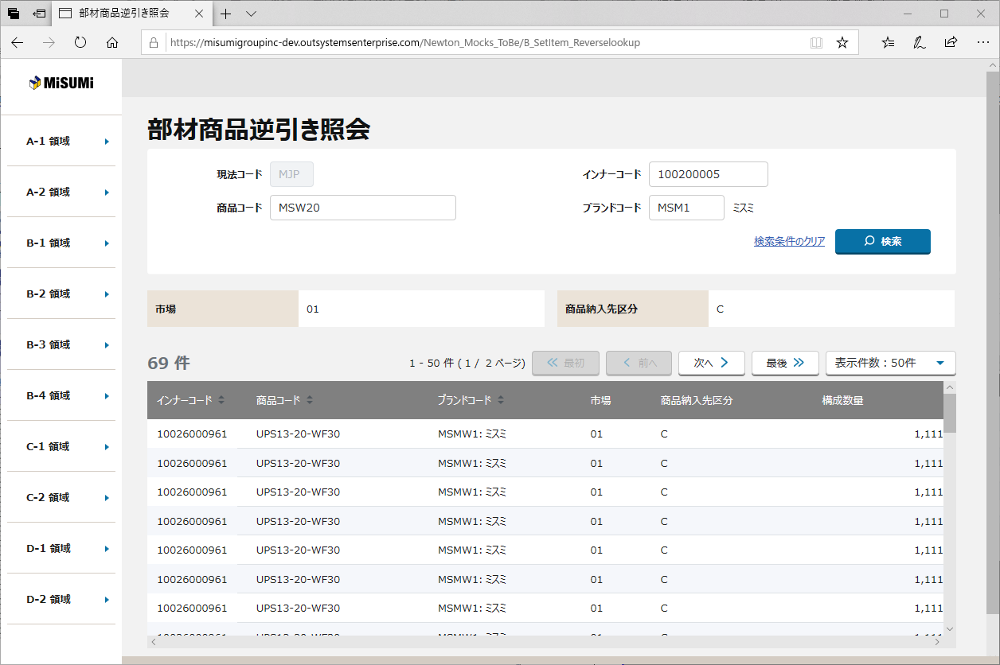 部材商品逆引き照会
https://misumigroupinc-dev.outsystemsenterprise.com/Newton_Mocks_ToBe/B_SetItem_Reverselookup
MiSUMi
A-1 領域
A-2 領域
B-1 領域
B-2 領域
B-3 領域
B-4 領域
C-1 領域
C-2 領域
D-1 領域
D-2 領域
部材商品逆引き照会
現法コード MJP インナーコード 100200005
商品コード MSW20 ブランドコード MSM1 ミスミ
検索条件のクリア 検索
市場 01 商品納入先区分 C
69 件 1 - 50 件 ( 1 / 2 ページ) 最初 前へ 次へ 最後 表示件数：50件
インナーコード 商品コード ブランドコード 市場 商品納入先区分 構成数量
10026000961 UPS13-20-WF30 MSMW1: ミスミ 01 C 1,111
10026000961 UPS13-20-WF30 MSMW1: ミスミ 01 C 1,111
10026000961 UPS13-20-WF30 MSMW1: ミスミ 01 C 1,111
10026000961 UPS13-20-WF30 MSMW1: ミスミ 01 C 1,111
10026000961 UPS13-20-WF30 MSMW1: ミスミ 01 C 1,111
10026000961 UPS13-20-WF30 MSMW1: ミスミ 01 C 1,111
10026000961 UPS13-20-WF30 MSMW1: ミスミ 01 C 1,111